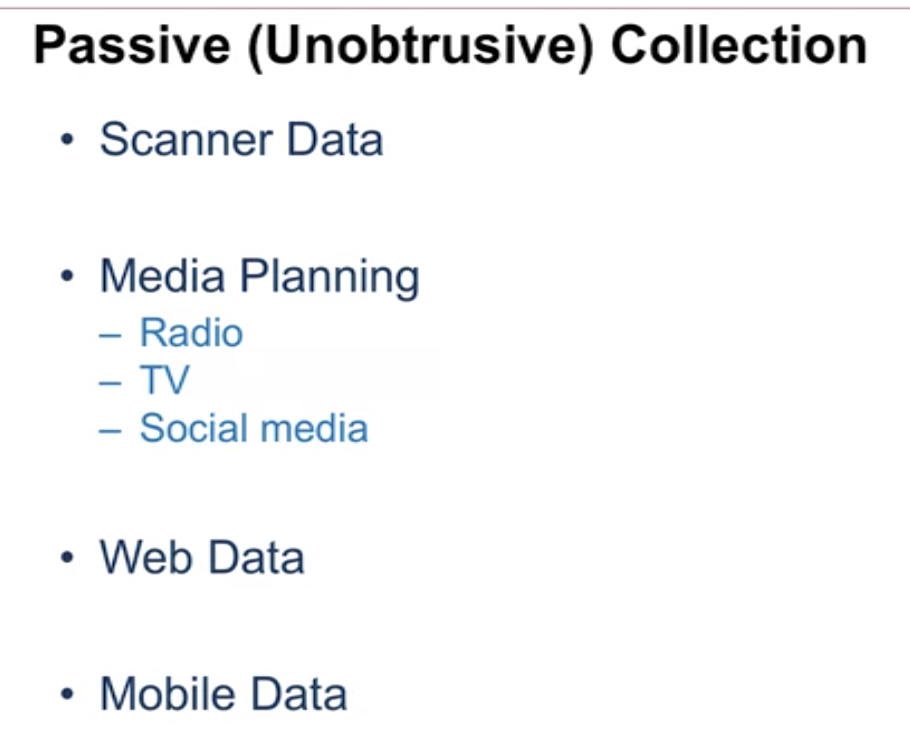 Passive (Unobtrusive) Collection
• Scanner Data
• Media Planning
– Radio
– TV
– Social media
• Web Data
• Mobile Data